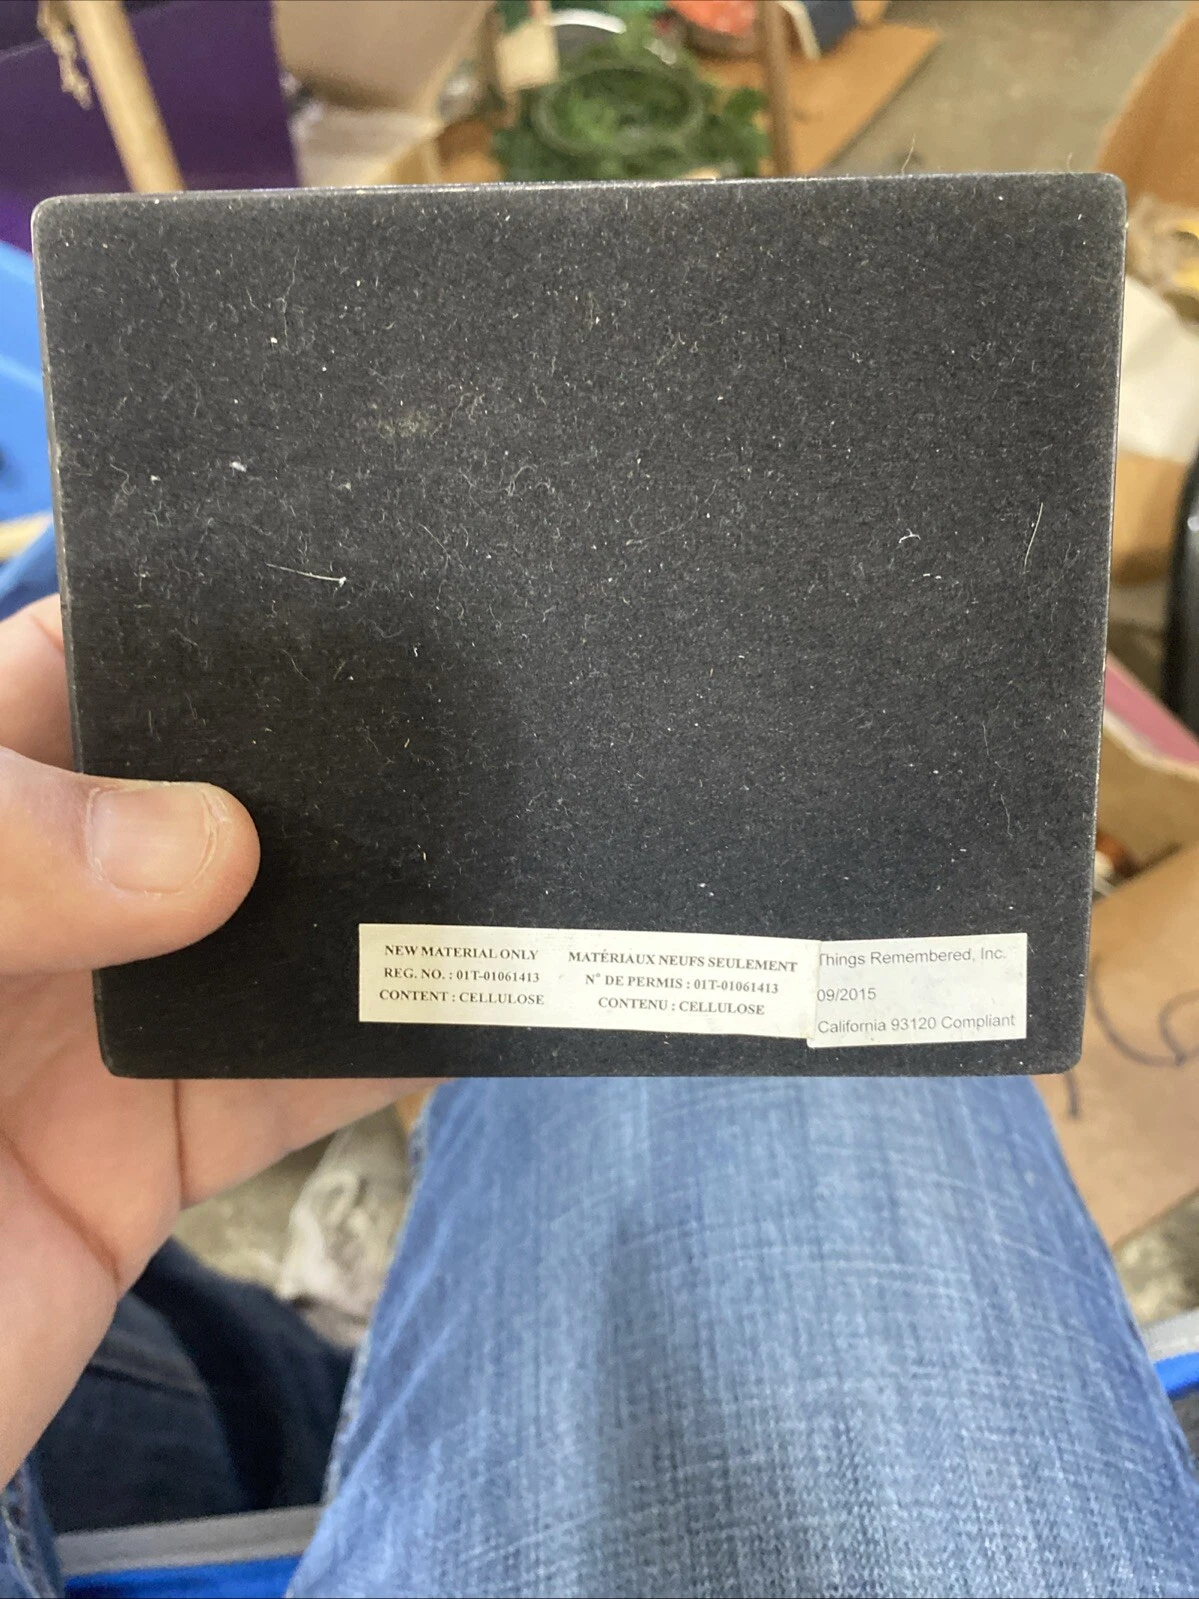 NEW MATERIAL ONLY
REG. NO. : 01T-01061413
CONTENT : CELLULOSE
MATÉRIAUX NEUFS SEULEMENT
N° DE PERMIS : 01T-01061413
CONTENU : CELLULOSE
Things Remembered, Inc.
09/2015
California 93120 Compliant